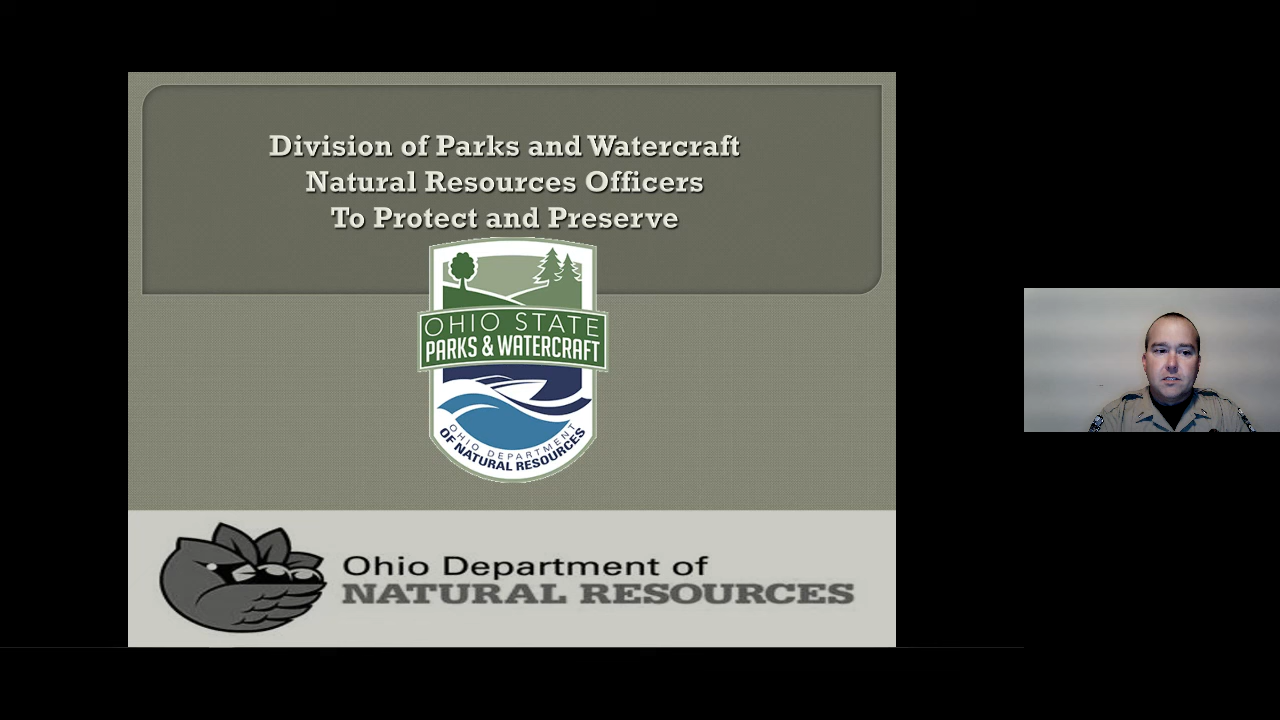 Division of Parks and Watercraft
Natural Resources Officers
To Protect and Preserve
OHIO STATE
PARKS & WATERCRAFT
OHIO DEPARTMENT
OF NATURAL RESOURCES
Ohio Department of
NATURAL RESOURCES